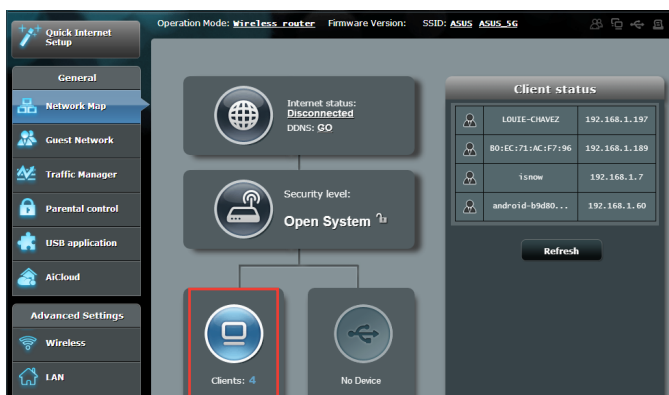 Quick Internet
Setup
Operation Mode: Wireless router Firmware Version: SSID: ASUS ASUS_5G
General
Network Map
Guest Network
Traffic Manager
Parental control
USB application
AiCloud
Advanced Settings
Wireless
LAN
Internet status:
Disconnected
DDNS: GO
Security level:
Open System
Clients: 4
No Device
Client status
LOUIE-CHAVEZ 192.168.1.197
B0:EC:71:AC:F7:96 192.168.1.189
isnow 192.168.1.7
android-b9d80... 192.168.1.60
Refresh